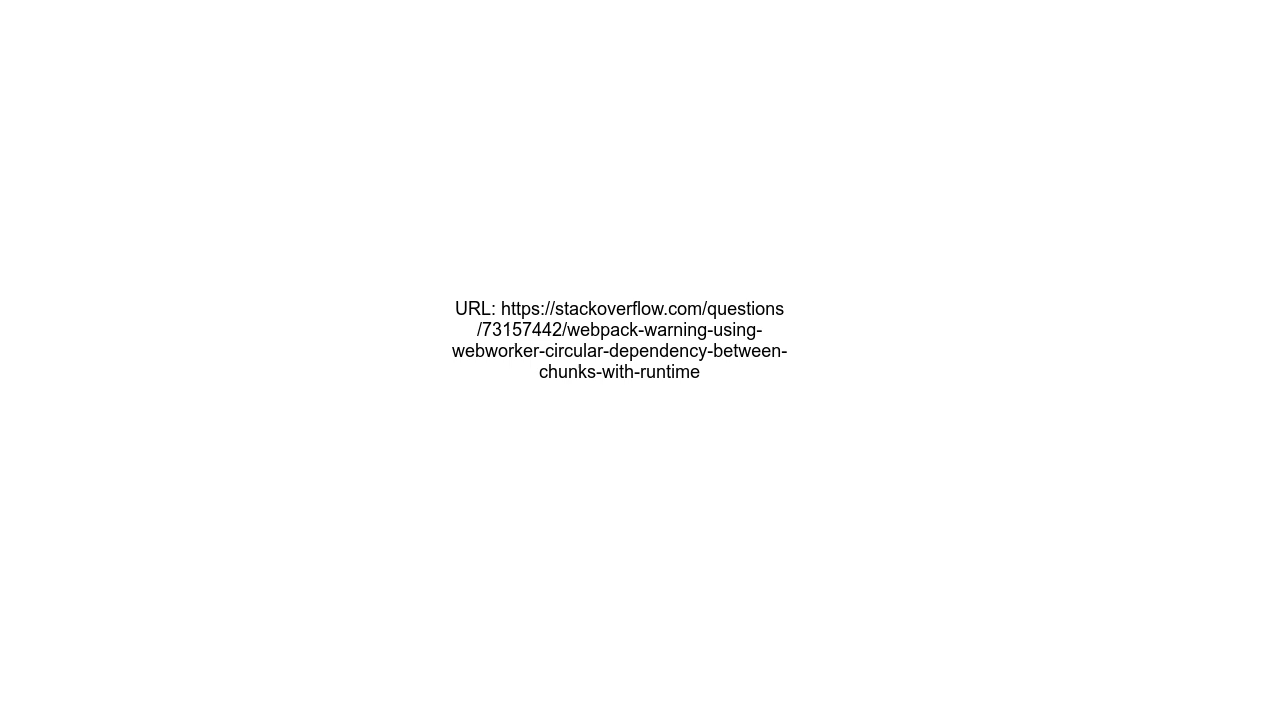 URL: https://stackoverflow.com/questions
/73157442/webpack-warning-using-
webworker-circular-dependency-between-
chunks-with-runtime